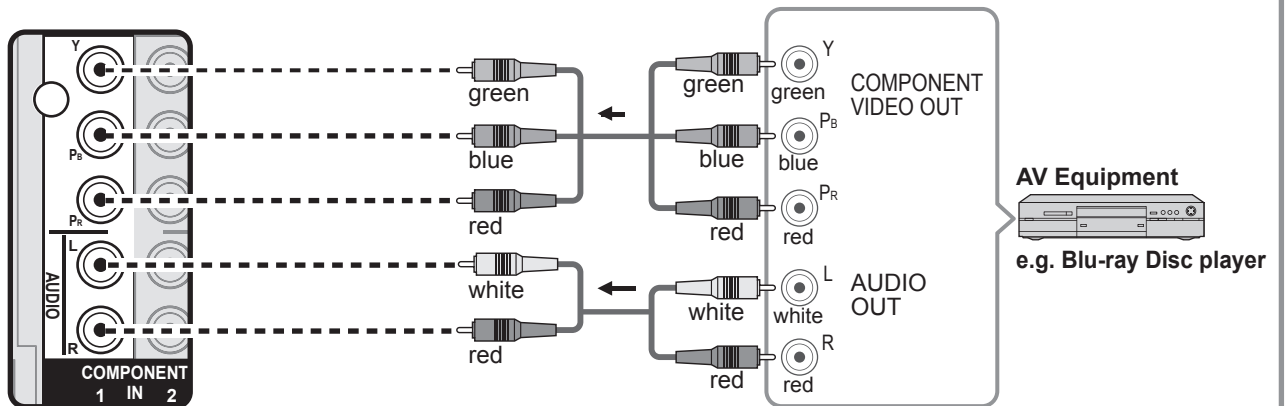 Y
PB
PR
L
AUDIO
R
COMPONENT
1 IN 2
green
blue
red
white
red
green
blue
red
white
red
Y
green
PB
blue
PR
red
COMPONENT
VIDEO OUT
L
white
R
red
AUDIO
OUT
AV Equipment
e.g. Blu-ray Disc player